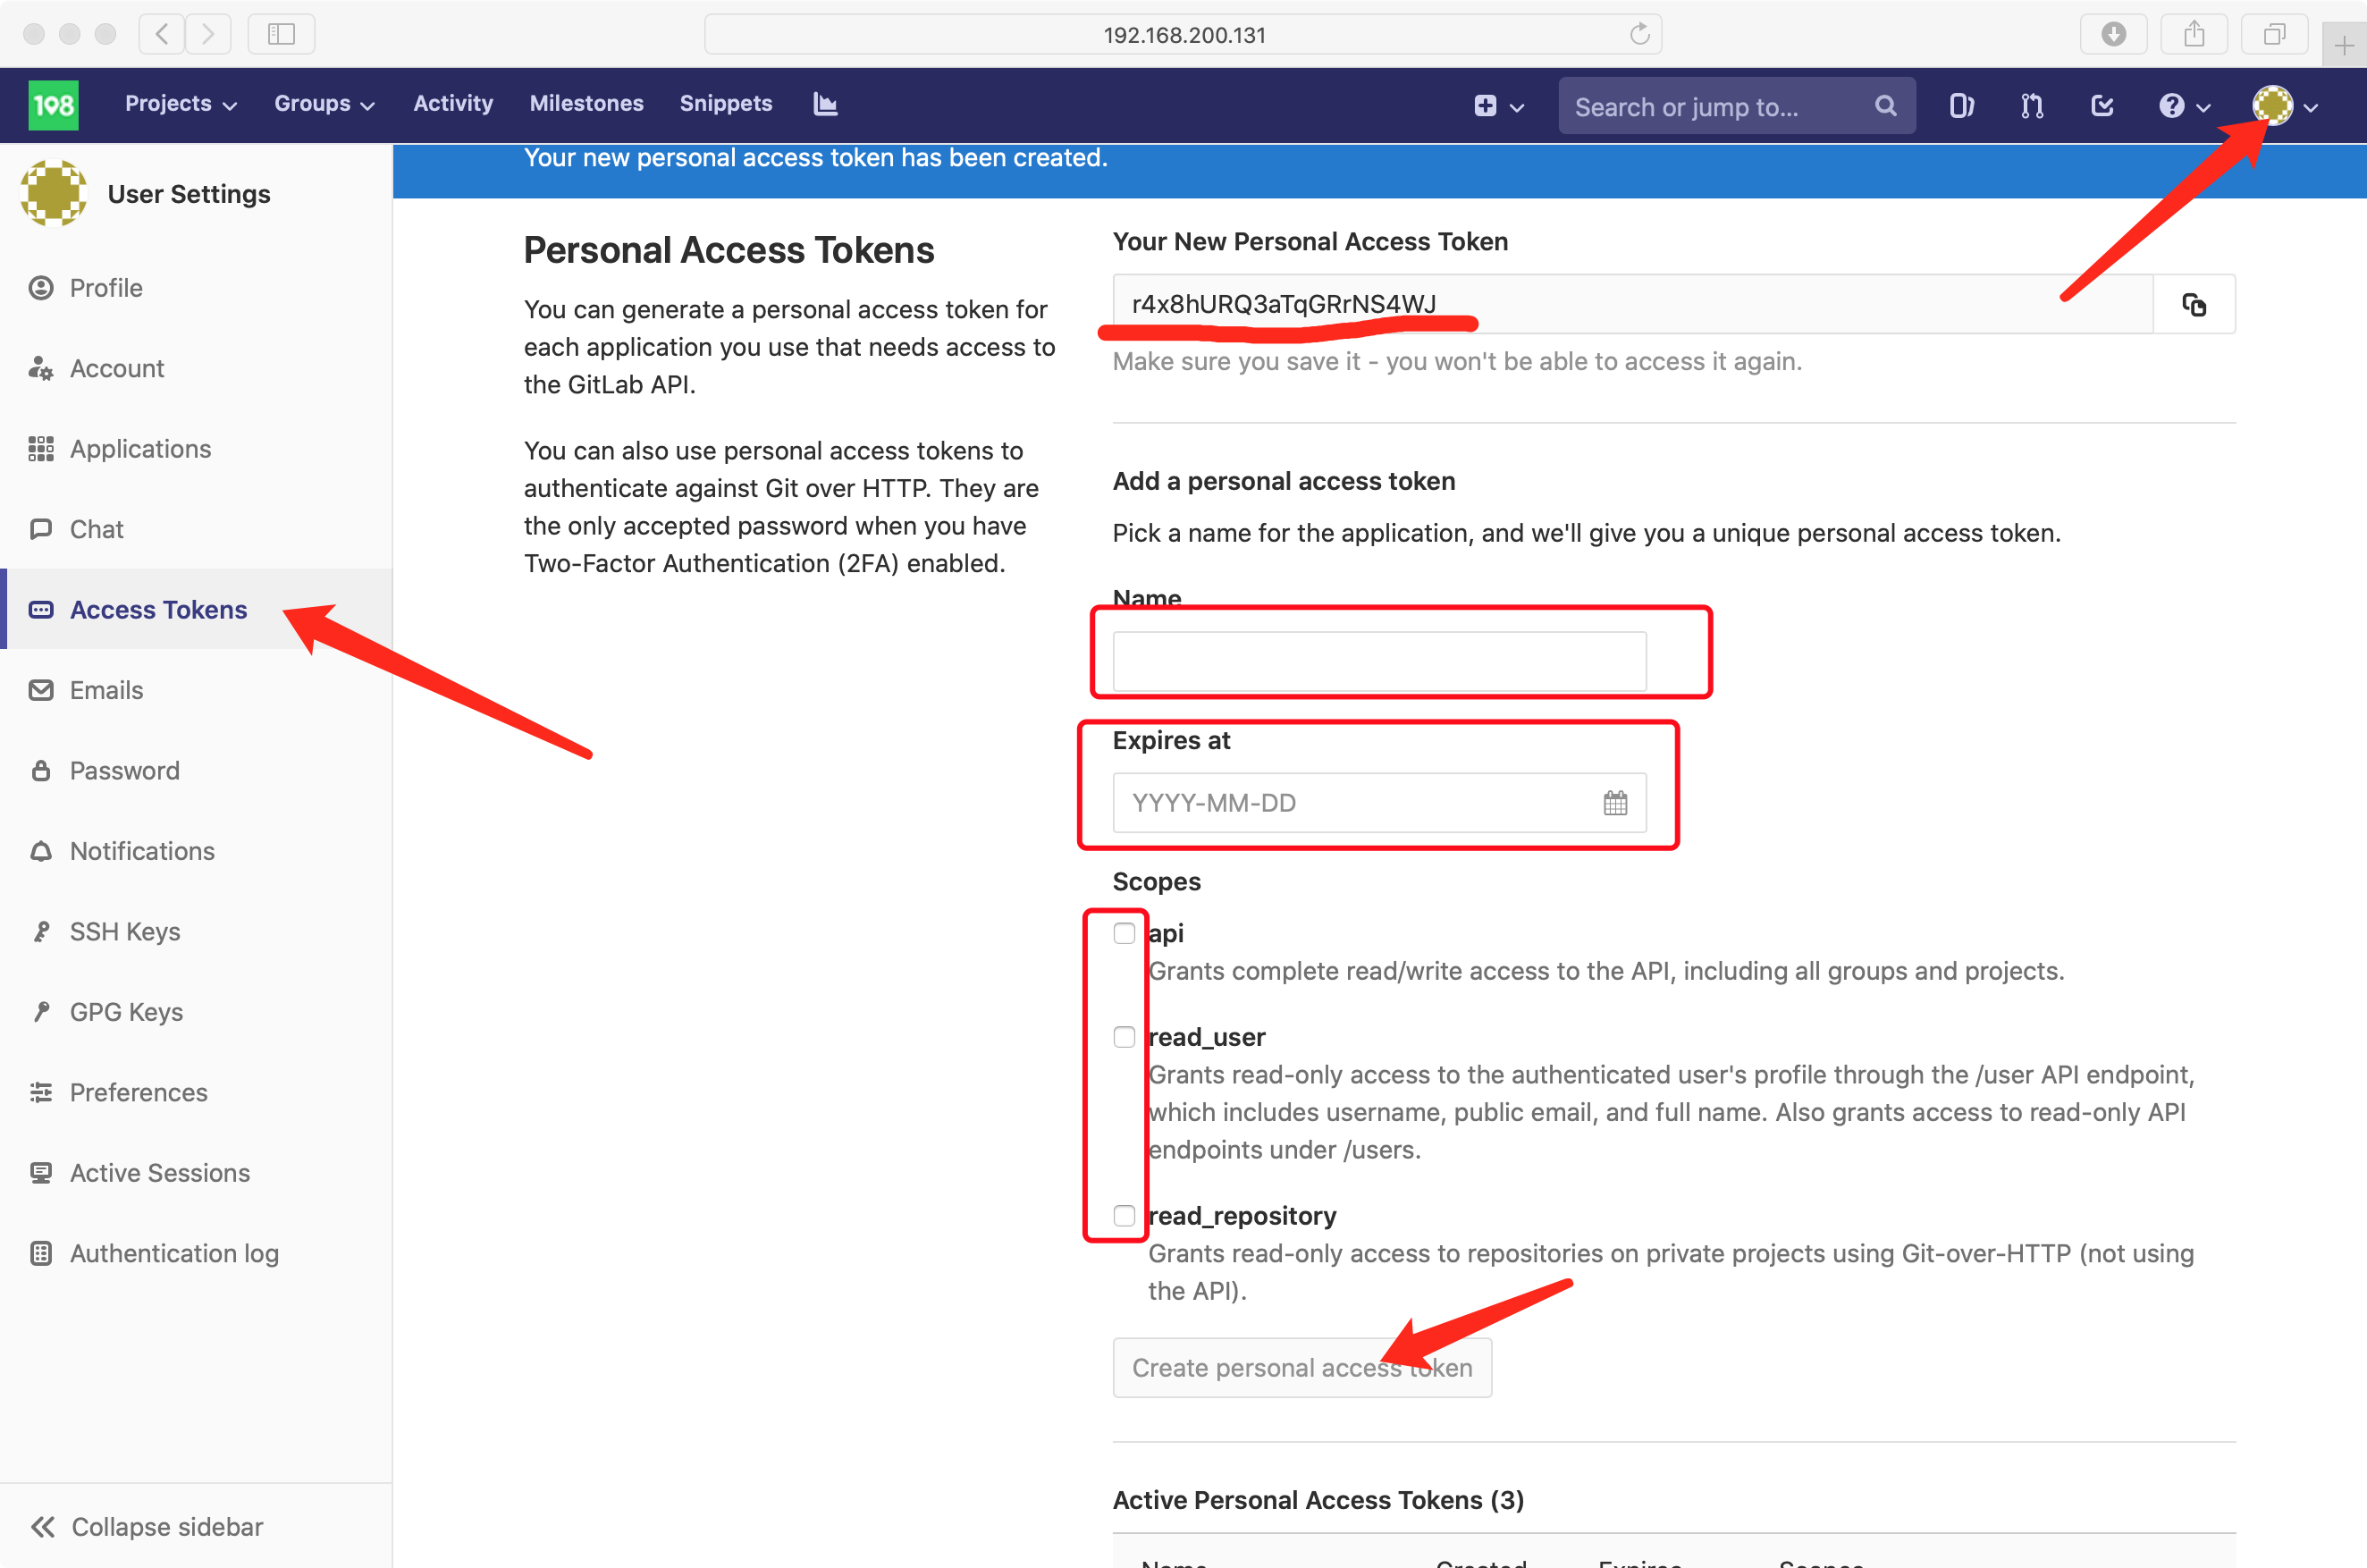 192.168.200.131
198
Projects
Groups
Activity
Milestones
Snippets
Search or jump to...
Your new personal access token has been created.
User Settings
Profile
Account
Applications
Chat
Access Tokens
Emails
Password
Notifications
SSH Keys
GPG Keys
Preferences
Active Sessions
Authentication log
Collapse sidebar
Personal Access Tokens
You can generate a personal access token for
each application you use that needs access to
the GitLab API.
You can also use personal access tokens to
authenticate against Git over HTTP. They are
the only accepted password when you have
Two-Factor Authentication (2FA) enabled.
Your New Personal Access Token
r4x8hURQ3aTqGRrNS4WJ
Make sure you save it - you won't be able to access it again.
Add a personal access token
Pick a name for the application, and we'll give you a unique personal access token.
Name
Expires at
YYYY-MM-DD
Scopes
api
Grants complete read/write access to the API, including all groups and projects.
read_user
Grants read-only access to the authenticated user's profile through the /user API endpoint,
which includes username, public email, and full name. Also grants access to read-only API
endpoints under /users.
read_repository
Grants read-only access to repositories on private projects using Git-over-HTTP (not using
the API).
Create personal access token
Active Personal Access Tokens (3)
Name Created Expires Scopes